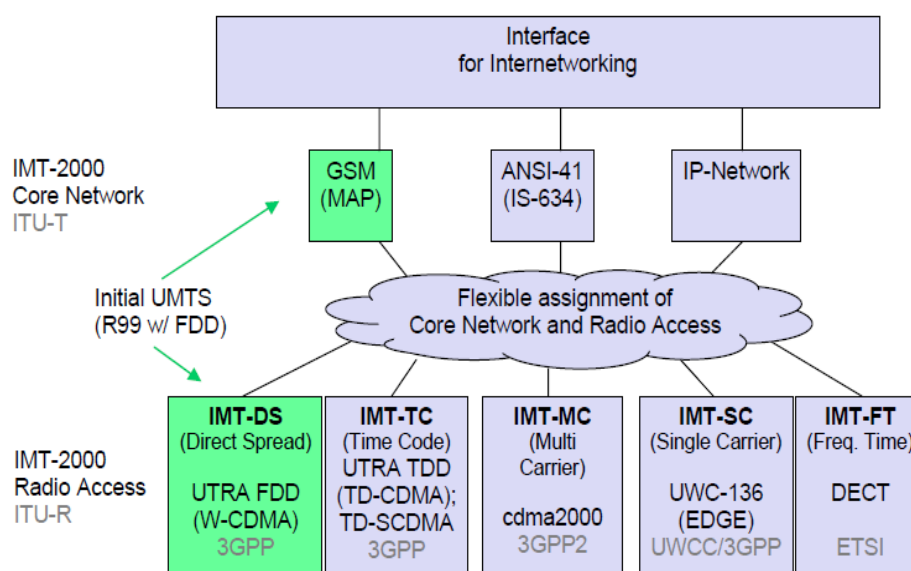 Interface
for Internetworking
IMT-2000
Core Network
ITU-T
GSM
(MAP)
ANSI-41
(IS-634)
IP-Network
Initial UMTS
(R99 w/ FDD)
Flexible assignment of
Core Network and Radio Access
IMT-2000
Radio Access
ITU-R
IMT-DS
(Direct Spread)
UTRA FDD
(W-CDMA)
3GPP
IMT-TC
(Time Code)
UTRA TDD
(TD-CDMA);
TD-SCDMA
3GPP
IMT-MC
(Multi
Carrier)
cdma2000
3GPP2
IMT-SC
(Single Carrier)
UWC-136
(EDGE)
UWCC/3GPP
IMT-FT
(Freq. Time)
DECT
ETSI